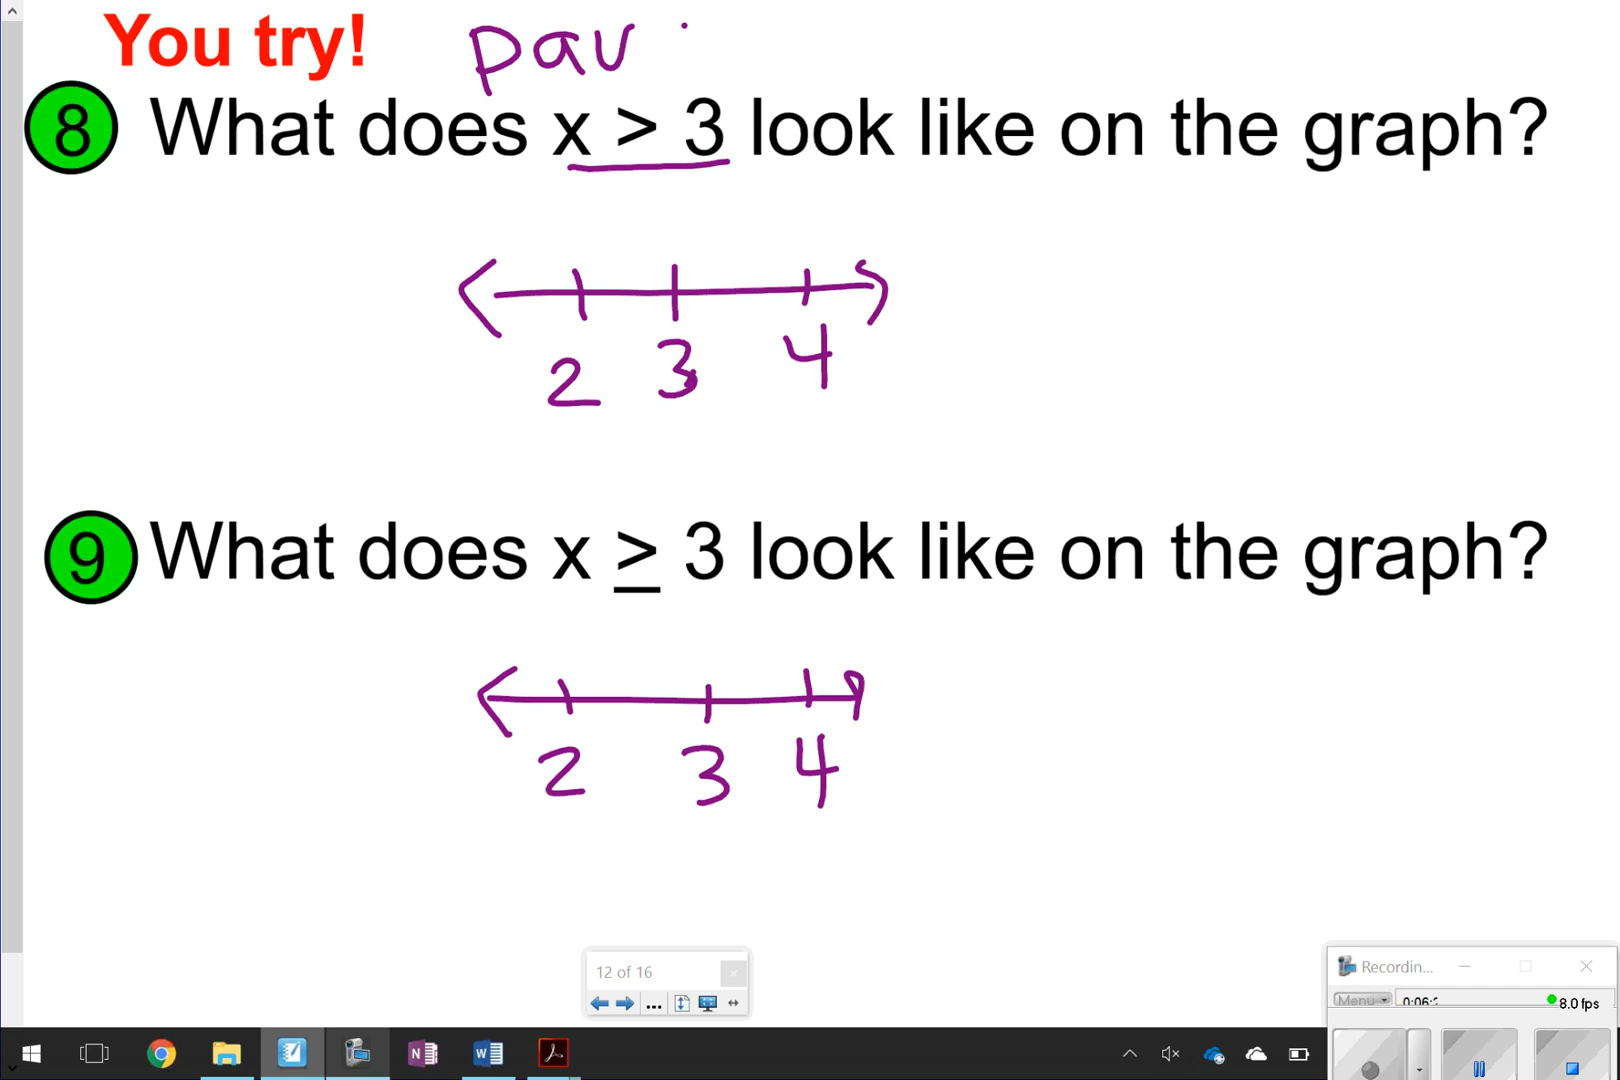 You try! pau
8 What does x > 3 look like on the graph?
2 3 4
9 What does x ≥ 3 look like on the graph?
2 3 4
12 of 16
Recordin...
Menu
8.0 fps